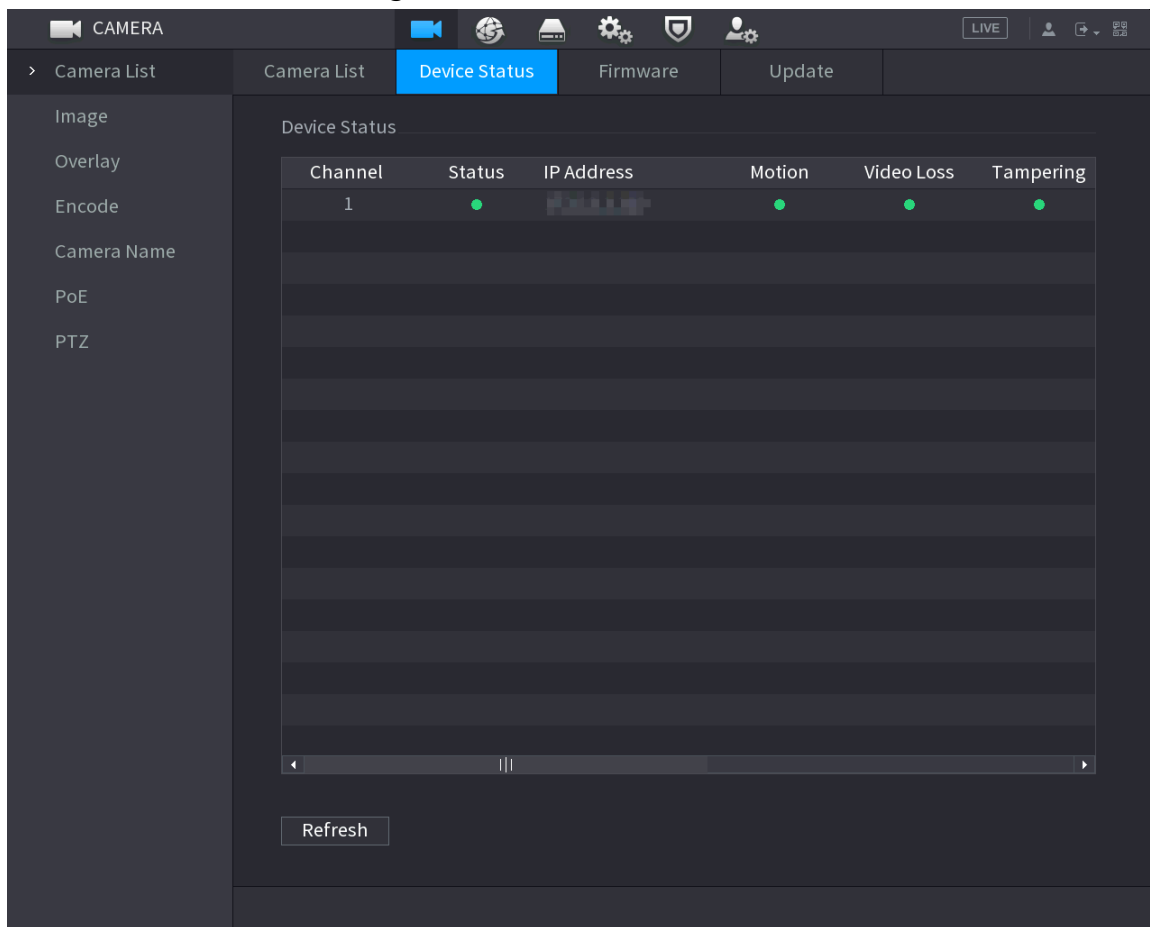 CAMERA LIVE
Camera List Camera List Device Status Firmware Update
Image
Device Status
Overlay
Channel Status IP Address Motion Video Loss Tampering
1
Encode
Camera Name
PoE
PTZ
Refresh